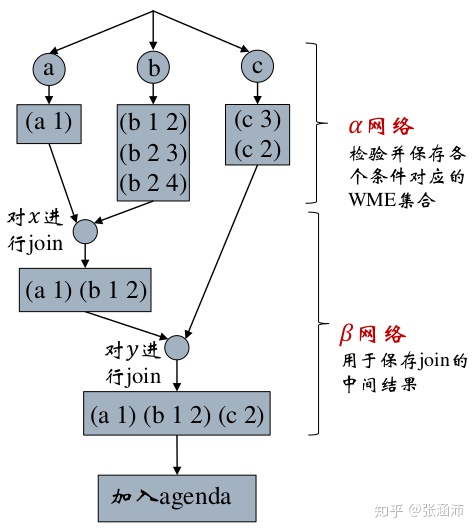 a
b
c
(a 1)
(b 1 2)
(b 2 3)
(b 2 4)
(c 3)
(c 2)
α网络
检验并保存各
个条件对应的
WME集合
对x进
行join
(a 1) (b 1 2)
对y进
行join
β网络
用于保存join的
中间结果
(a 1) (b 1 2) (c 2)
加入agenda
知乎 @张涵沛